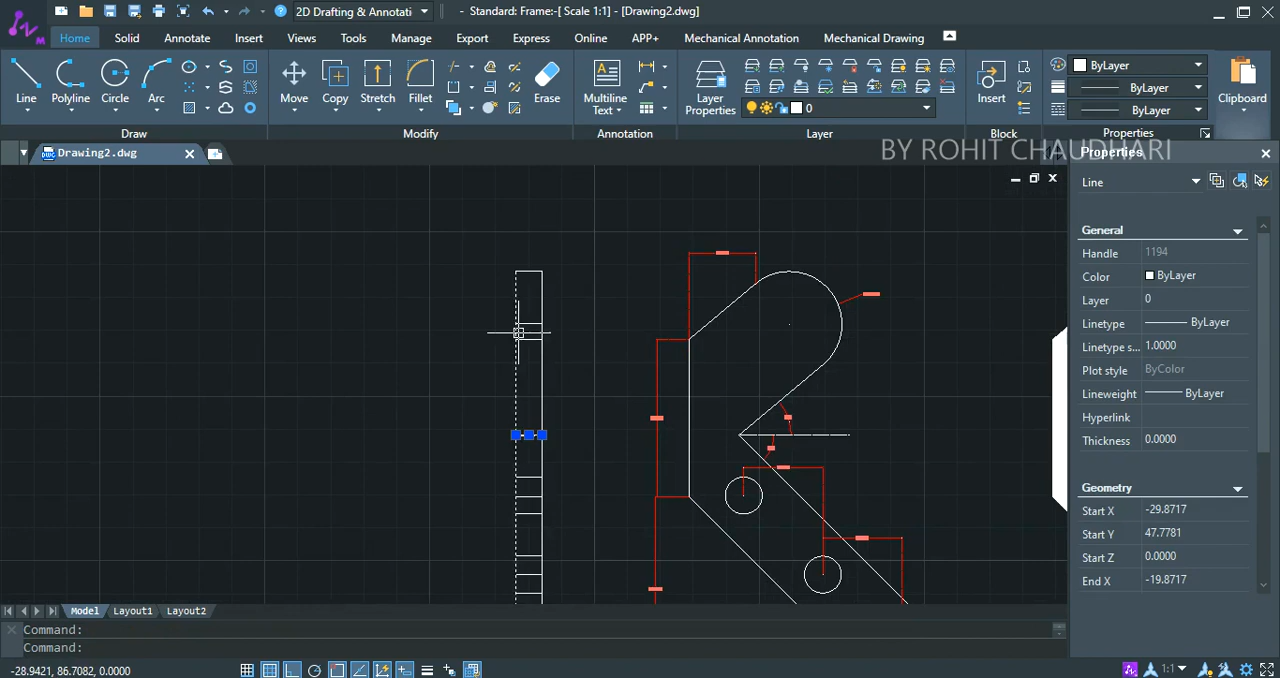 2D Drafting & Annotati
- Standard: Frame:-[ Scale 1:1] - [Drawing2.dwg]
M
Home Solid Annotate Insert Views Tools Manage Export Express Online APP+ Mechanical Annotation Mechanical Drawing
Line Polyline Circle Arc
Move Copy Stretch Fillet Erase
Multiline Text
Layer Properties
0
Insert
ByLayer
ByLayer
ByLayer
Clipboard
Draw Modify Annotation Layer Block Properties
Drawing2.dwg
BY ROHIT CHAUDHARI
Properties
Line
General
Handle 1194
Color ByLayer
Layer 0
Linetype ByLayer
Linetype s... 1.0000
Plot style ByColor
Lineweight ByLayer
Hyperlink
Thickness 0.0000
Geometry
Start X -29.8717
Start Y 47.7781
Start Z 0.0000
End X -19.8717
Model Layout1 Layout2
Command:
Command:
-28.9421, 86.7082, 0.0000
1:1